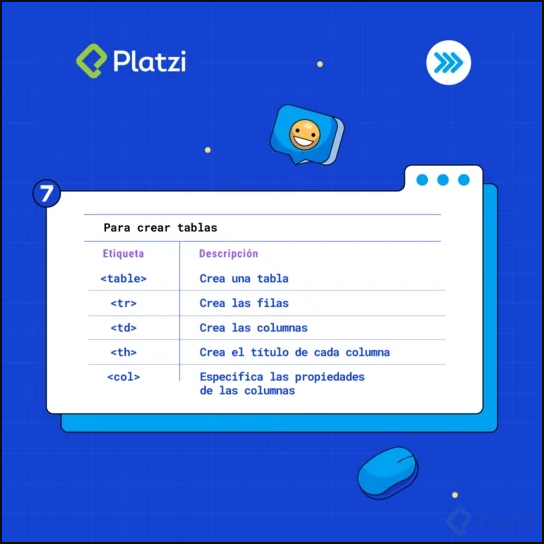 Platzi
7
Para crear tablas
Etiqueta Descripción
<table> Crea una tabla
<tr> Crea las filas
<td> Crea las columnas
<th> Crea el título de cada columna
<col> Especifica las propiedades
de las columnas